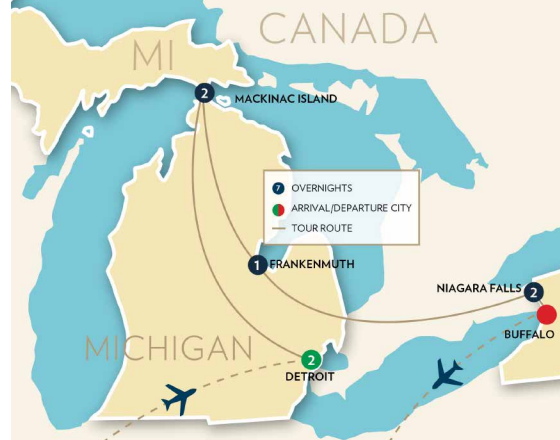 CANADA
MI
2
MACKINAC ISLAND
7 OVERNIGHTS
ARRIVAL/DEPARTURE CITY
TOUR ROUTE
1 FRANKENMUTH
NIAGARA FALLS 2
BUFFALO
MICHIGAN
2
DETROIT